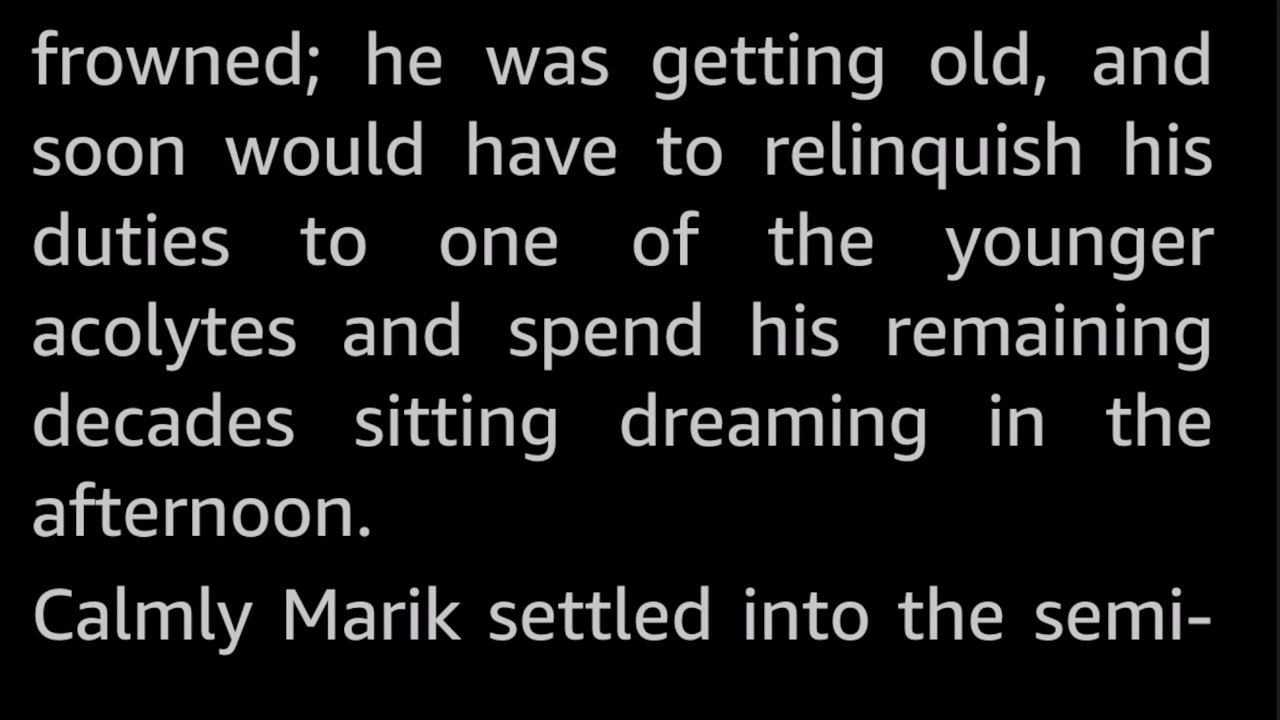 frowned; he was getting old, and
soon would have to relinquish his
duties to one of the younger
acolytes and spend his remaining
decades sitting dreaming in the
afternoon.
Calmly Marik settled into the semi-